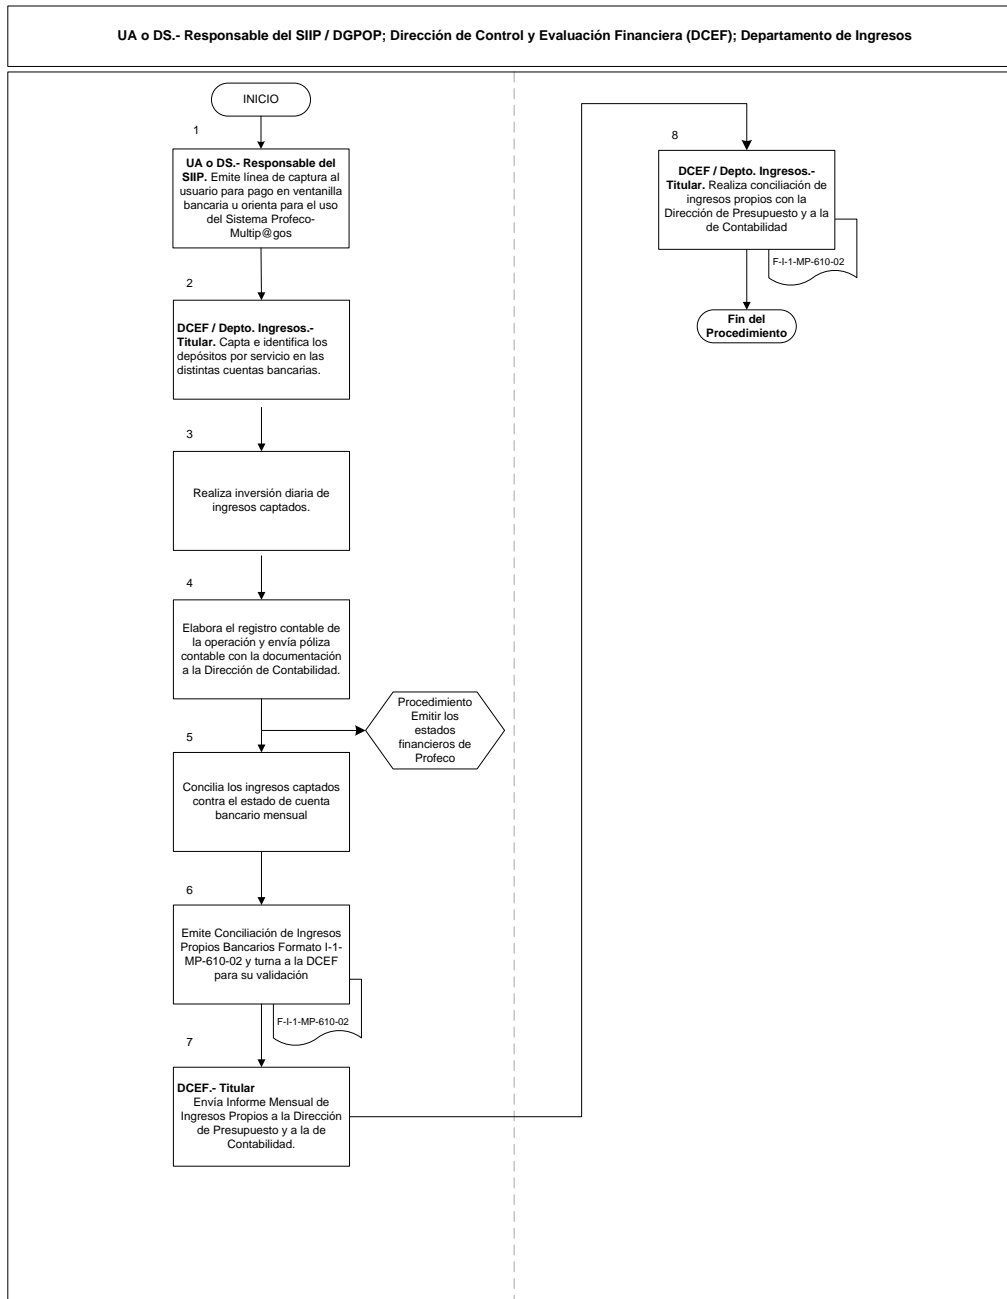 UA o DS.- Responsable del SIIP / DGPOP; Dirección de Control y Evaluación Financiera (DCEF); Departamento de Ingresos
INICIO
1
UA o DS.- Responsable del
SIIP. Emite línea de captura al
usuario para pago en ventanilla
bancaria u orienta para el uso
del Sistema Profeco-
Multip@gos
2
DCEF / Depto. Ingresos.-
Titular. Capta e identifica los
depósitos por servicio en las
distintas cuentas bancarias.
3
Realiza inversión diaria de
ingresos captados.
4
Elabora el registro contable de
la operación y envía póliza
contable con la documentación
a la Dirección de Contabilidad.
Procedimiento
Emitir los
estados
financieros de
Profeco
5
Concilia los ingresos captados
contra el estado de cuenta
bancario mensual
6
Emite Conciliación de Ingresos
Propios Bancarios Formato I-1-
MP-610-02 y turna a la DCEF
para su validación
F-I-1-MP-610-02
7
DCEF.- Titular
Envía Informe Mensual de
Ingresos Propios a la Dirección
de Presupuesto y a la de
Contabilidad.
8
DCEF / Depto. Ingresos.-
Titular. Realiza conciliación de
ingresos propios con la
Dirección de Presupuesto y a la
de Contabilidad
F-I-1-MP-610-02
Fin del
Procedimiento